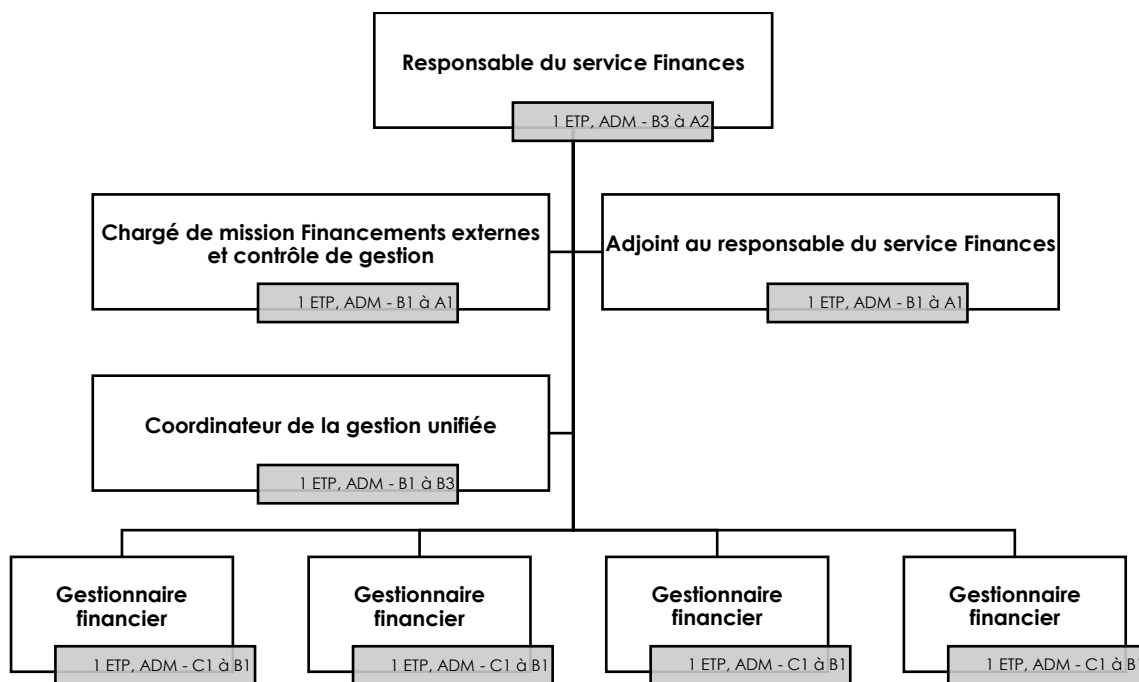 Responsable du service Finances
1 ETP, ADM - B3 à A2
Chargé de mission Financements externes
et contrôle de gestion
1 ETP, ADM - B1 à A1
Adjoint au responsable du service Finances
1 ETP, ADM - B1 à A1
Coordinateur de la gestion unifiée
1 ETP, ADM - B1 à B3
Gestionnaire
financier
1 ETP, ADM - C1 à B1
Gestionnaire
financier
1 ETP, ADM - C1 à B1
Gestionnaire
financier
1 ETP, ADM - C1 à B1
Gestionnaire
financier
1 ETP, ADM - C1 à B1